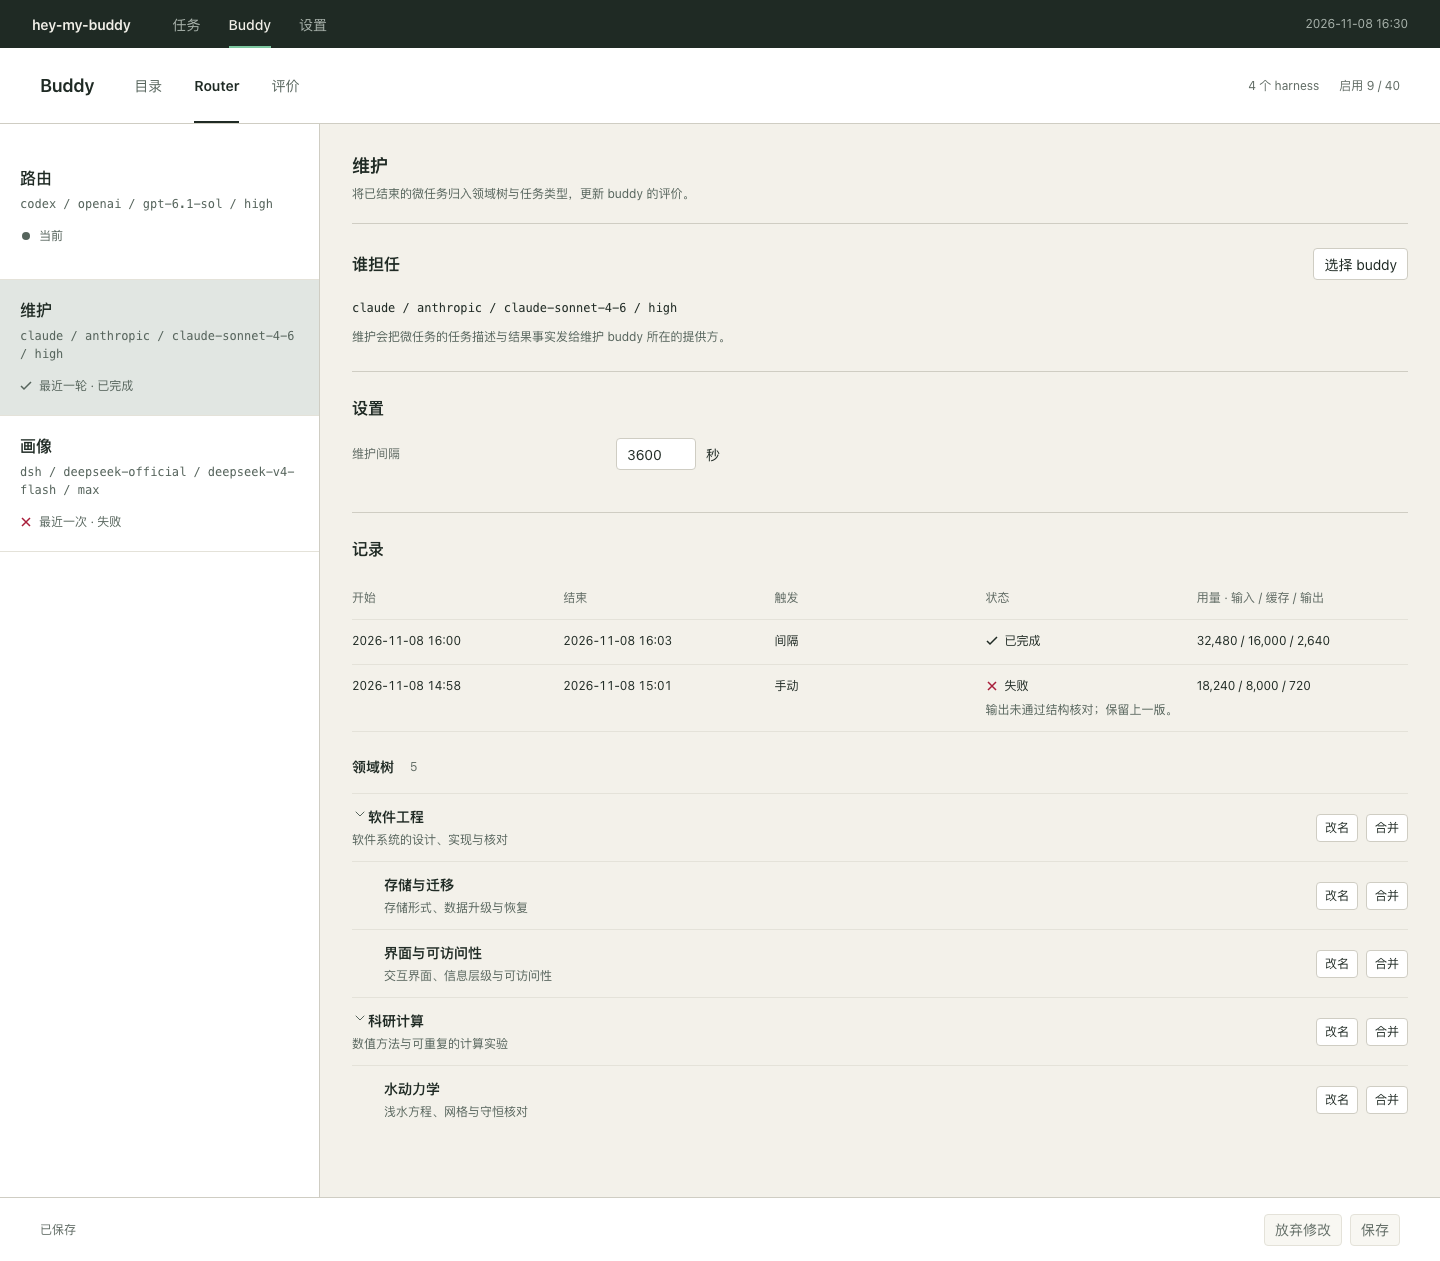 hey-my-buddy 任务 Buddy 设置 2026-11-08 16:30
Buddy 目录 Router 评价 4 个 harness 启用 9 / 40
路由
codex / openai / gpt-6.1-sol / high
当前
维护
claude / anthropic / claude-sonnet-4-6
/ high
最近一轮 · 已完成
画像
dsh / deepseek-official / deepseek-v4-
flash / max
最近一次 · 失败
维护
将已结束的微任务归入领域树与任务类型，更新 buddy 的评价。
谁担任 选择 buddy
claude / anthropic / claude-sonnet-4-6 / high
维护会把微任务的任务描述与结果事实发给维护 buddy 所在的提供方。
设置
维护间隔 3600 秒
记录
开始 结束 触发 状态 用量 · 输入 / 缓存 / 输出
2026-11-08 16:00 2026-11-08 16:03 间隔 已完成 32,480 / 16,000 / 2,640
2026-11-08 14:58 2026-11-08 15:01 手动 失败 18,240 / 8,000 / 720
输出未通过结构核对；保留上一版。
领域树 5
软件工程 改名 合并
软件系统的设计、实现与核对
存储与迁移 改名 合并
存储形式、数据升级与恢复
界面与可访问性 改名 合并
交互界面、信息层级与可访问性
科研计算 改名 合并
数值方法与可重复的计算实验
水动力学 改名 合并
浅水方程、网格与守恒核对
已保存 放弃修改 保存